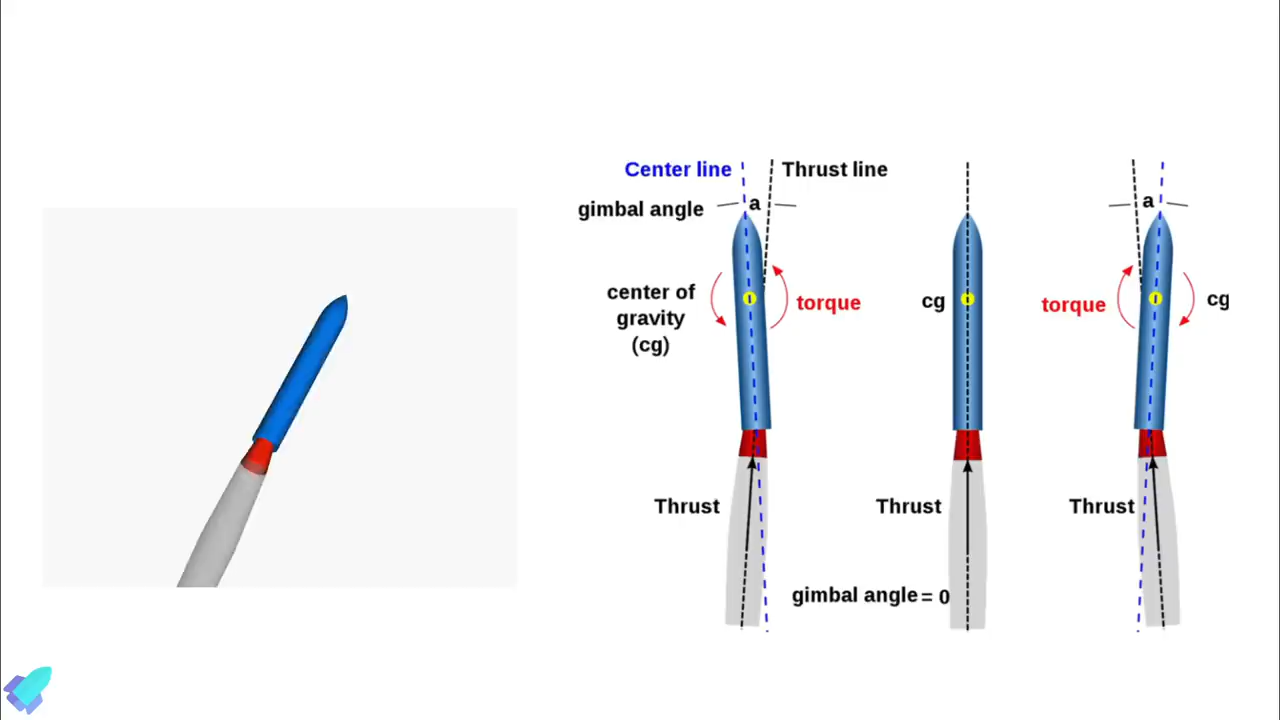 Center line
Thrust line
gimbal angle
a
a
center of
gravity
(cg)
torque
cg
torque
cg
Thrust
Thrust
Thrust
gimbal angle = 0